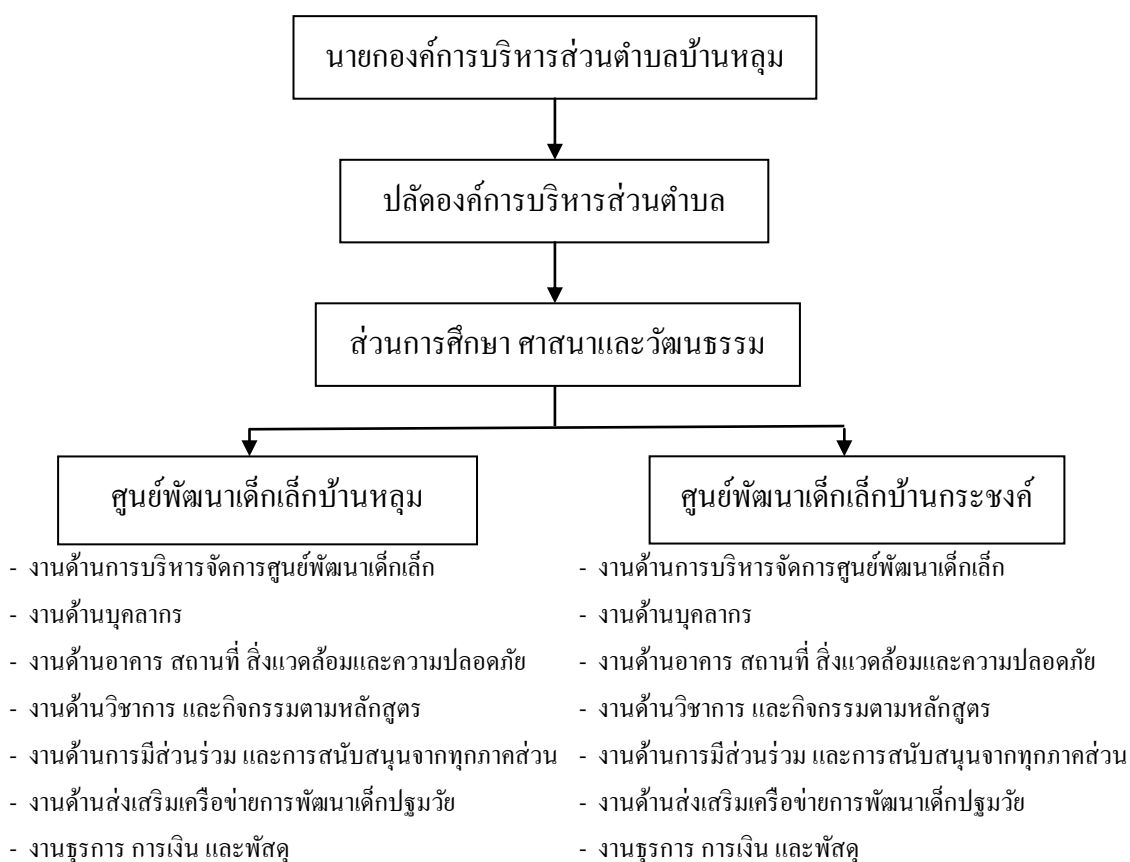 นายกองค์การบริหารส่วนตำบลบ้านหลุม
ปลัดองค์การบริหารส่วนตำบล
ส่วนการศึกษา ศาสนาและวัฒนธรรม
ศูนย์พัฒนาเด็กเล็กบ้านหลุม
- งานด้านการบริหารจัดการศูนย์พัฒนาเด็กเล็ก
- งานด้านบุคลากร
- งานด้านอาคาร สถานที่ สิ่งแวดล้อมและความปลอดภัย
- งานด้านวิชาการ และกิจกรรมตามหลักสูตร
- งานด้านการมีส่วนร่วม และการสนับสนุนจากทุกภาคส่วน
- งานด้านส่งเสริมเครือข่ายการพัฒนาเด็กปฐมวัย
- งานธุรการ การเงิน และพัสดุ
ศูนย์พัฒนาเด็กเล็กบ้านกระชงค์
- งานด้านการบริหารจัดการศูนย์พัฒนาเด็กเล็ก
- งานด้านบุคลากร
- งานด้านอาคาร สถานที่ สิ่งแวดล้อมและความปลอดภัย
- งานด้านวิชาการ และกิจกรรมตามหลักสูตร
- งานด้านการมีส่วนร่วม และการสนับสนุนจากทุกภาคส่วน
- งานด้านส่งเสริมเครือข่ายการพัฒนาเด็กปฐมวัย
- งานธุรการ การเงิน และพัสดุ